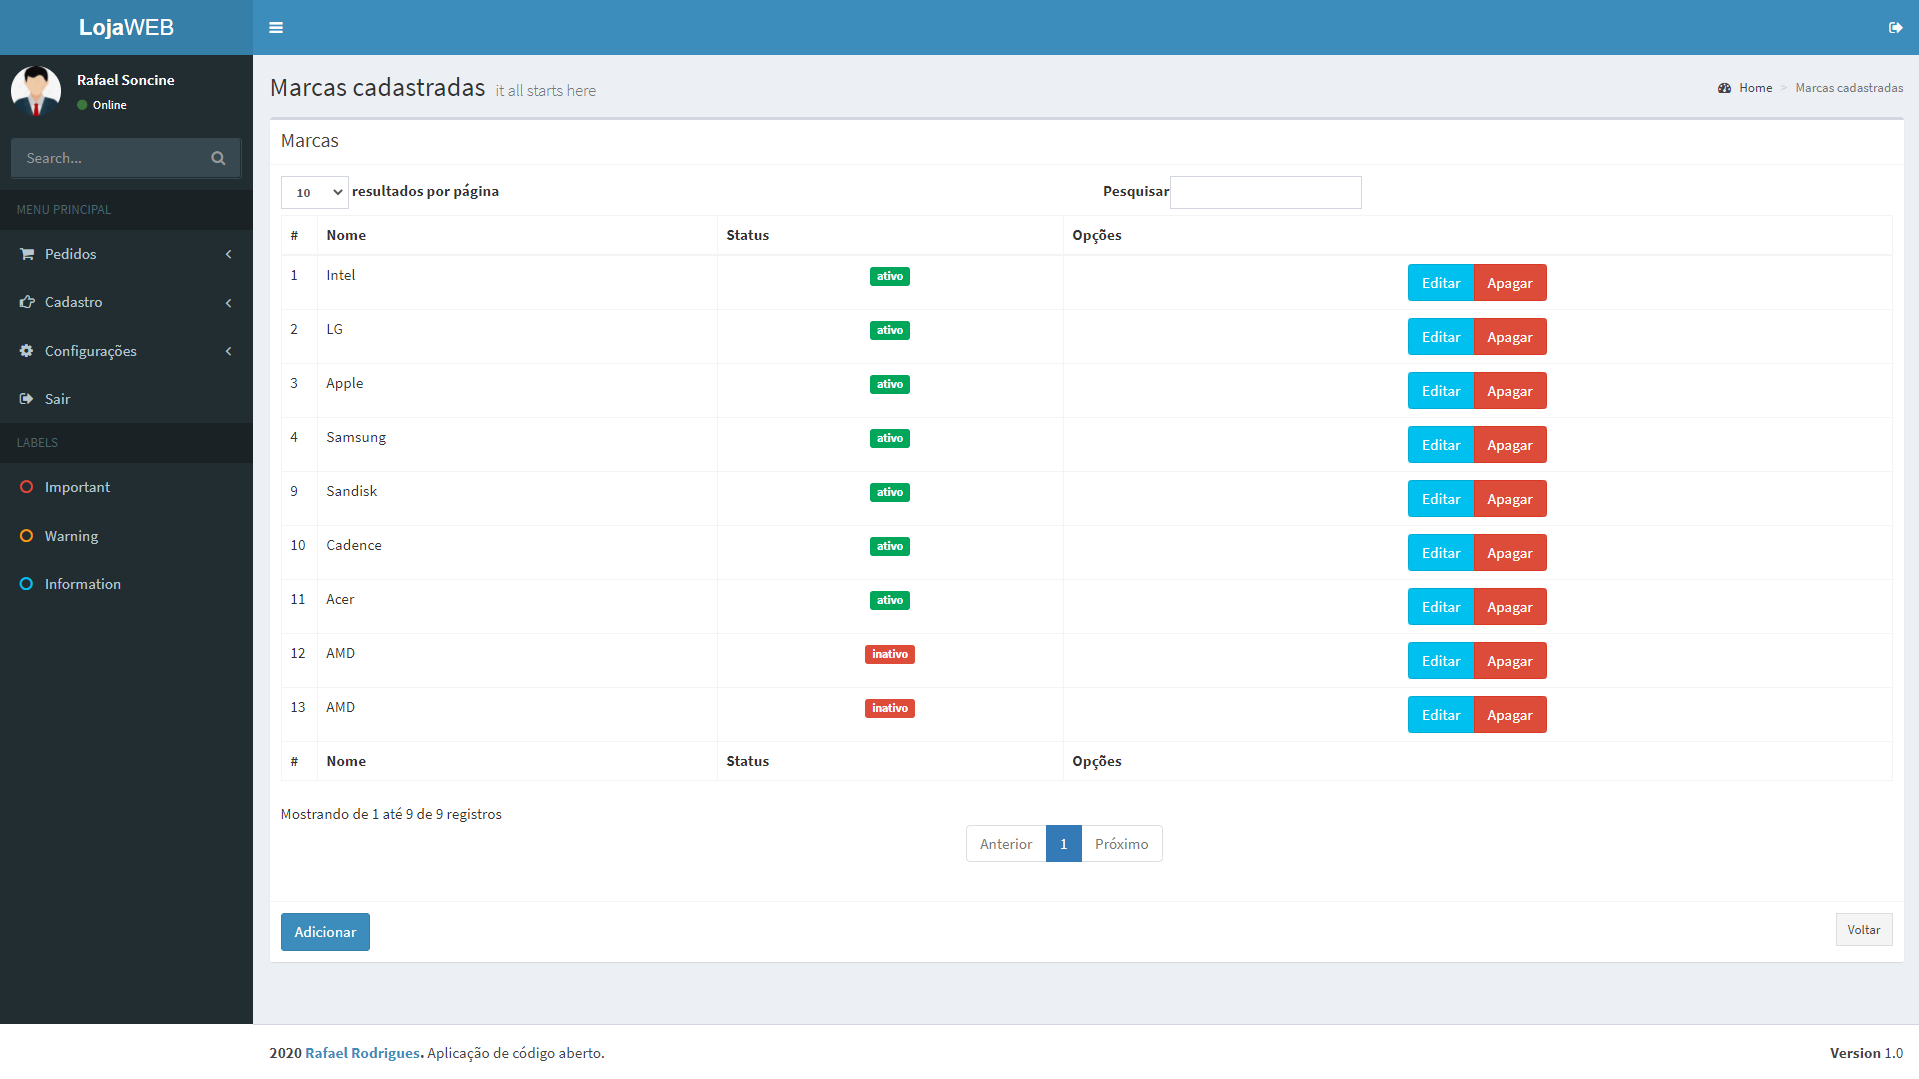 LojaWEB
Rafael Soncine
Online
Search...
MENU PRINCIPAL
Pedidos
Cadastro
Configurações
Sair
LABELS
Important
Warning
Information
Marcas cadastradas it all starts here
Home > Marcas cadastradas
Marcas
10 resultados por página
Pesquisar
# Nome Status Opções
1 Intel ativo Editar Apagar
2 LG ativo Editar Apagar
3 Apple ativo Editar Apagar
4 Samsung ativo Editar Apagar
9 Sandisk ativo Editar Apagar
10 Cadence ativo Editar Apagar
11 Acer ativo Editar Apagar
12 AMD inativo Editar Apagar
13 AMD inativo Editar Apagar
# Nome Status Opções
Mostrando de 1 até 9 de 9 registros
Anterior 1 Próximo
Adicionar
Voltar
2020 Rafael Rodrigues. Aplicação de código aberto.
Version 1.0